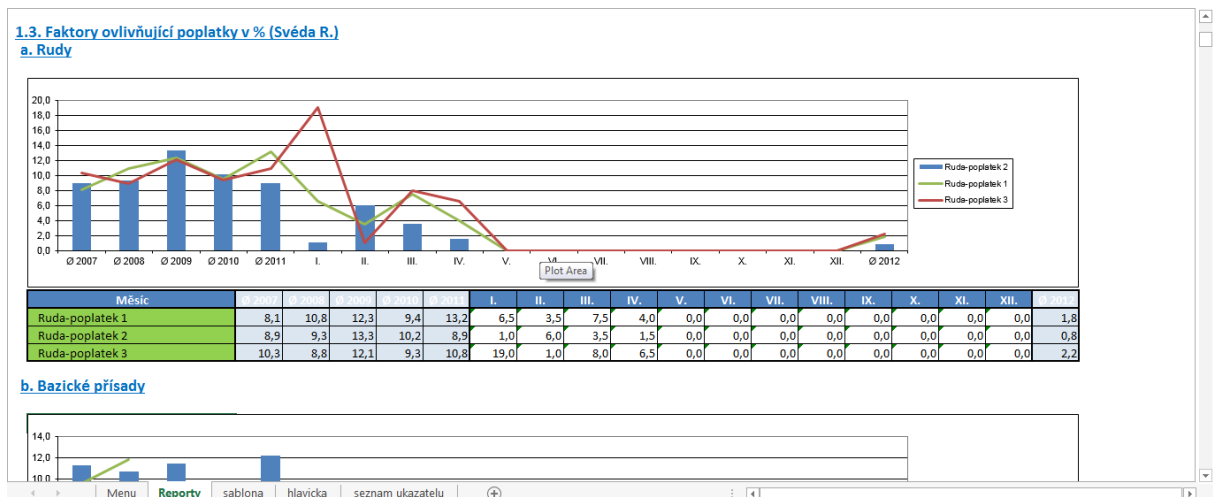 1.3. Faktory ovlivňující poplatky v % (Svéda R.)
a. Rudy
20,0
18,0
16,0
14,0
12,0
10,0
8,0
6,0
4,0
2,0
0,0
Ø 2007 Ø 2008 Ø 2009 Ø 2010 Ø 2011 I. II. III. IV. V. VI. VII. VIII. IX. X. XI. XII. Ø 2012
Ruda-poplatek 2
Ruda-poplatek 1
Ruda-poplatek 3
Plot Area
Měsíc Ø 2007 Ø 2008 Ø 2009 Ø 2010 Ø 2011 I. II. III. IV. V. VI. VII. VIII. IX. X. XI. XII. Ø 2012
Ruda-poplatek 1 8,1 10,8 12,3 9,4 13,2 6,5 3,5 7,5 4,0 0,0 0,0 0,0 0,0 0,0 0,0 0,0 0,0 1,8
Ruda-poplatek 2 8,9 9,3 13,3 10,2 8,9 1,0 6,0 3,5 1,5 0,0 0,0 0,0 0,0 0,0 0,0 0,0 0,0 0,8
Ruda-poplatek 3 10,3 8,8 12,1 9,3 10,8 19,0 1,0 8,0 6,5 0,0 0,0 0,0 0,0 0,0 0,0 0,0 0,0 2,2
b. Bazické přísady
14,0
12,0
10,0
Menu Reporty sablona hlavicka seznam ukazatelu